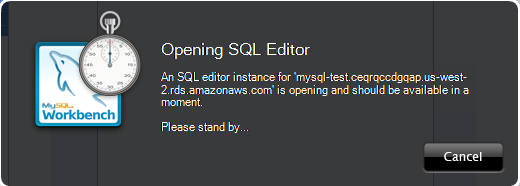 Opening SQL Editor
An SQL editor instance for 'mysql-test.ceqrqccdgqap.us-west-
2.rds.amazonaws.com' is opening and should be available in a
moment.
Please stand by...
MySQL
Workbench
Cancel